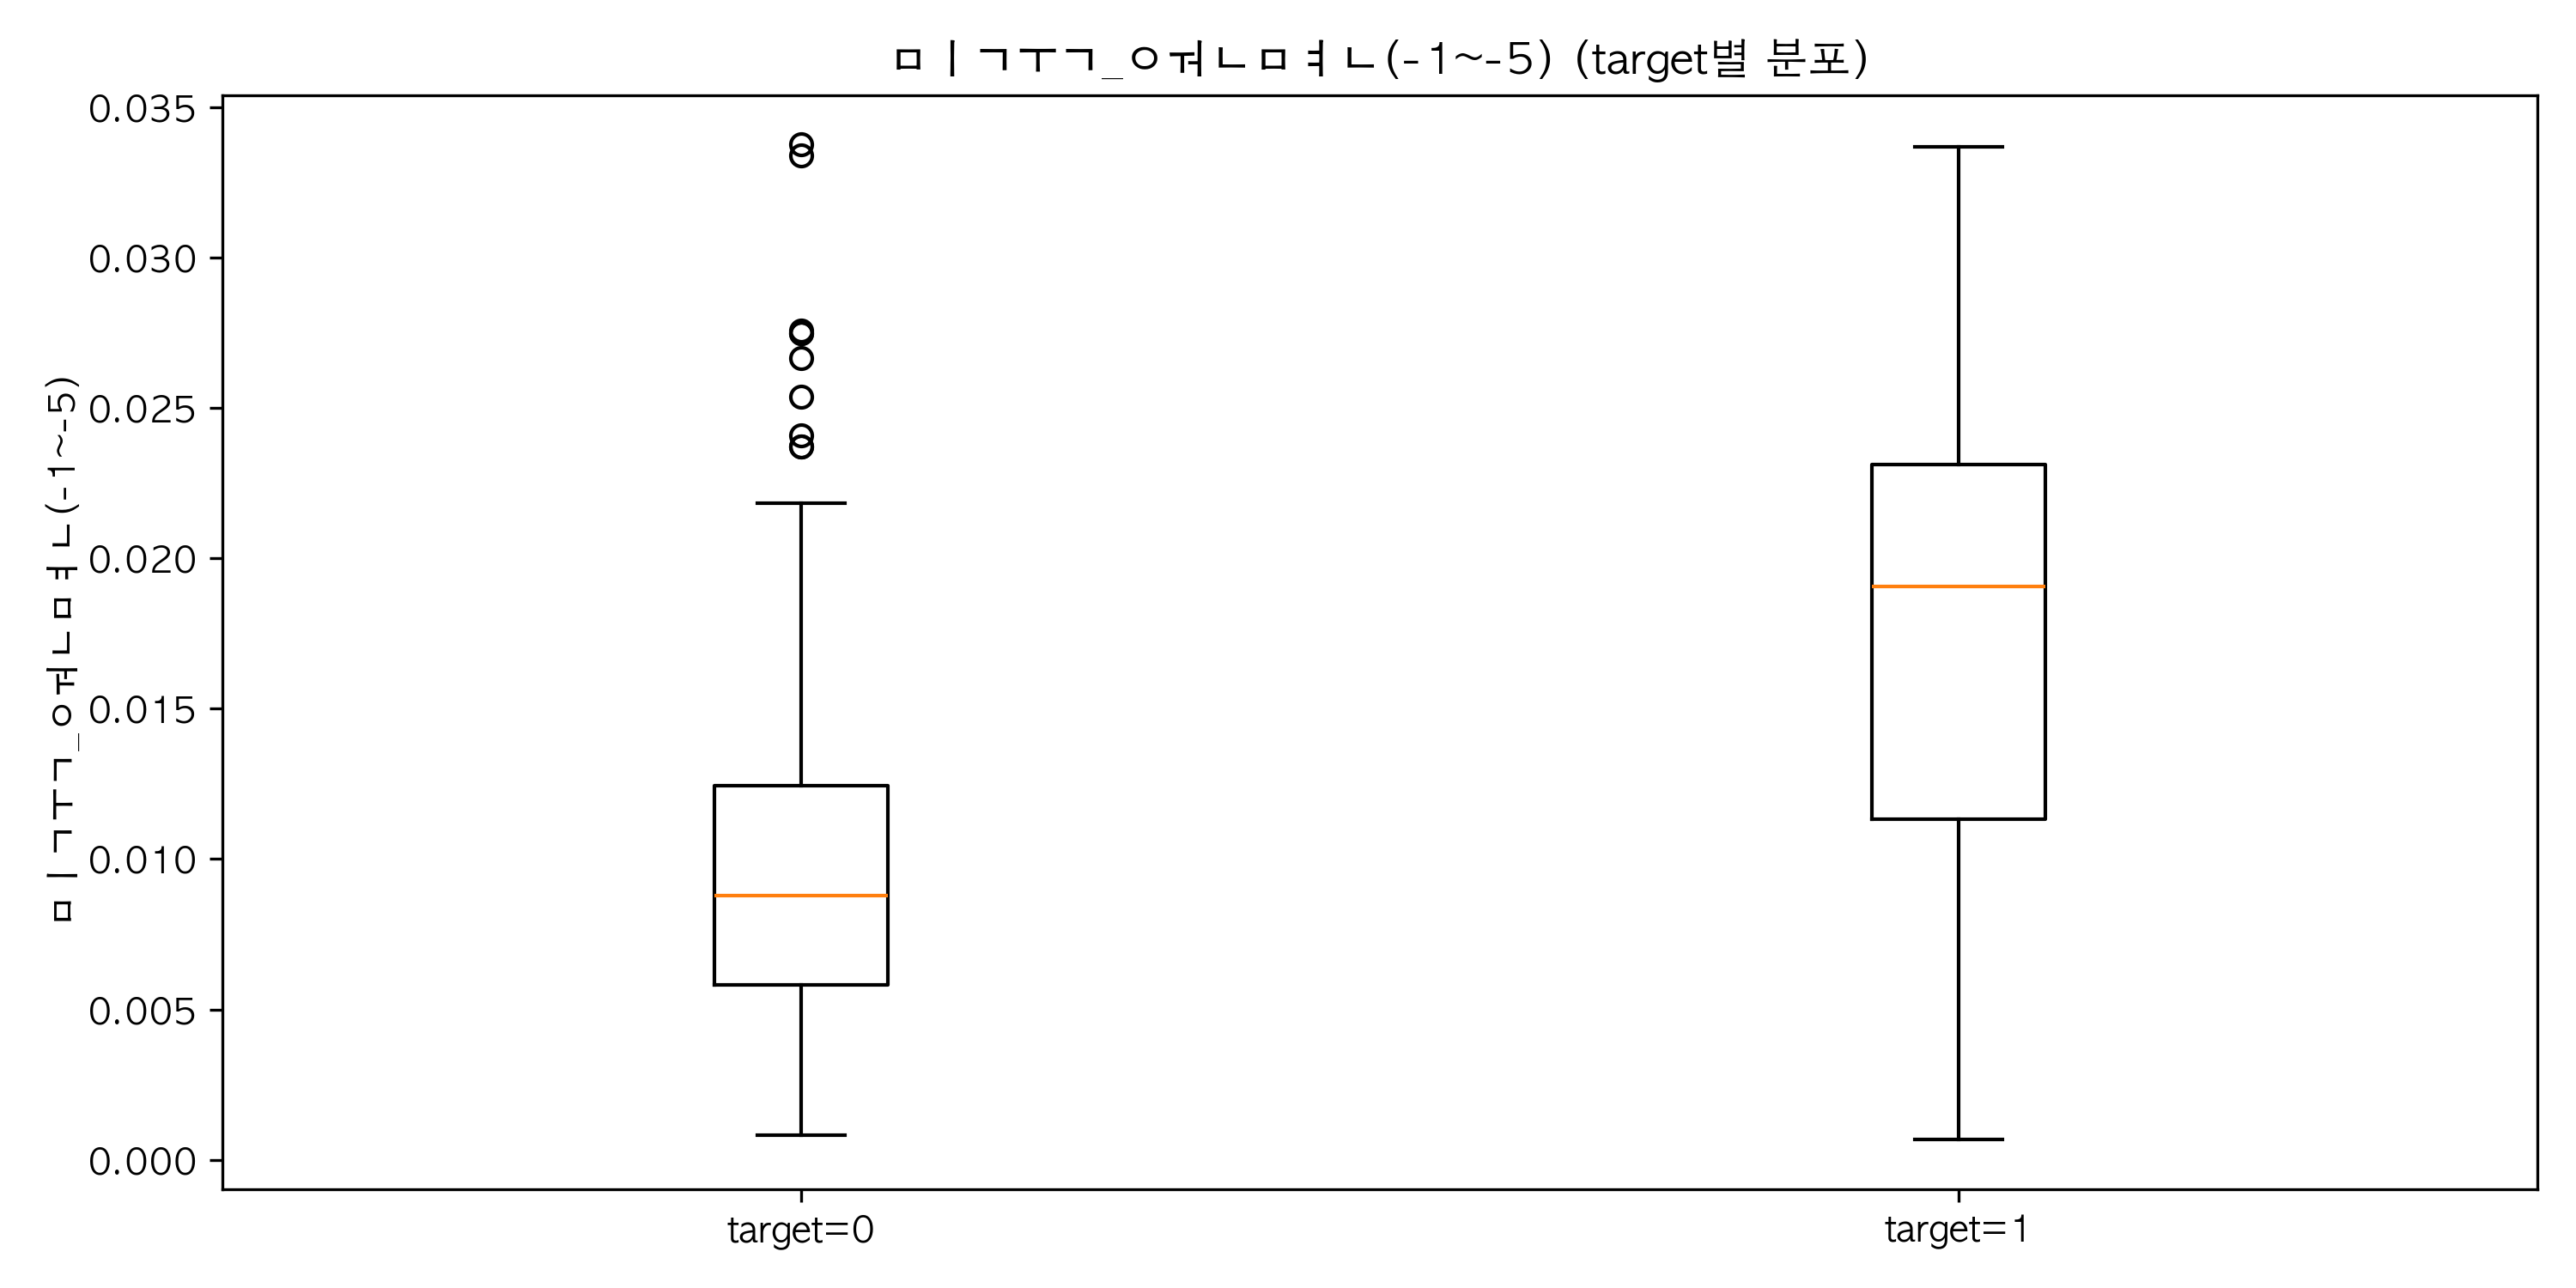 ㅁㅣㄱㅜㄱ_ㅇㅝㄴㅁㅕㄴ(-1~-5) (target별 분포)
ㅁㅣㄱㅜㄱ_ㅇㅝㄴㅁㅕㄴ(-1~-5)
0.035
0.030
0.025
0.020
0.015
0.010
0.005
0.000
target=0
target=1